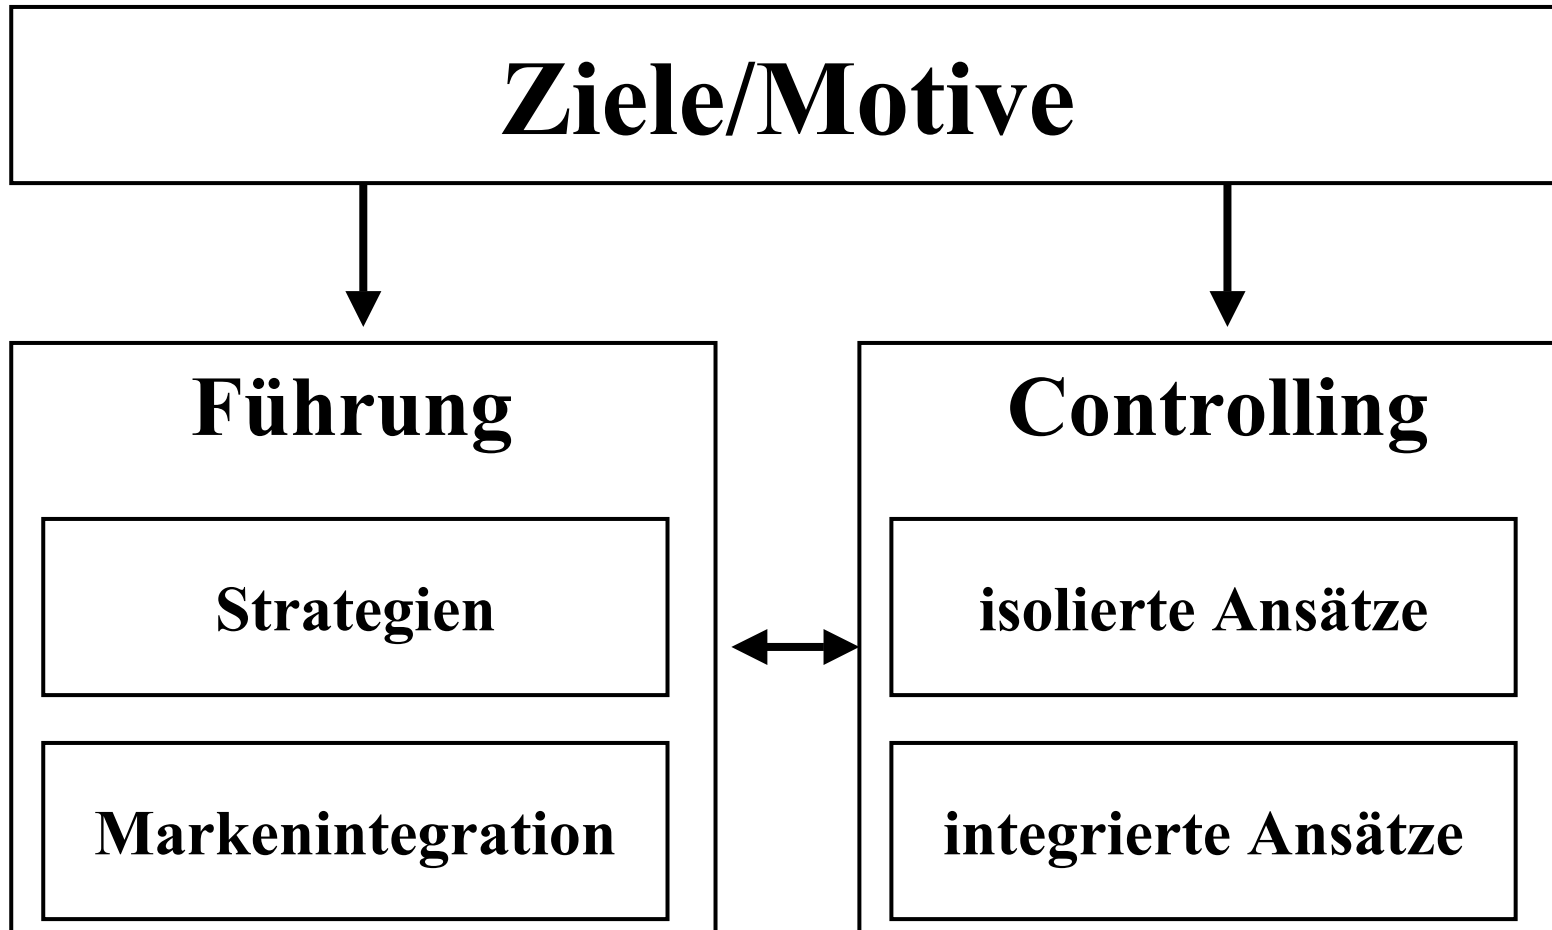 Ziele/Motive
Führung
Strategien
Markenintegration
Controlling
isolierte Ansätze
integrierte Ansätze